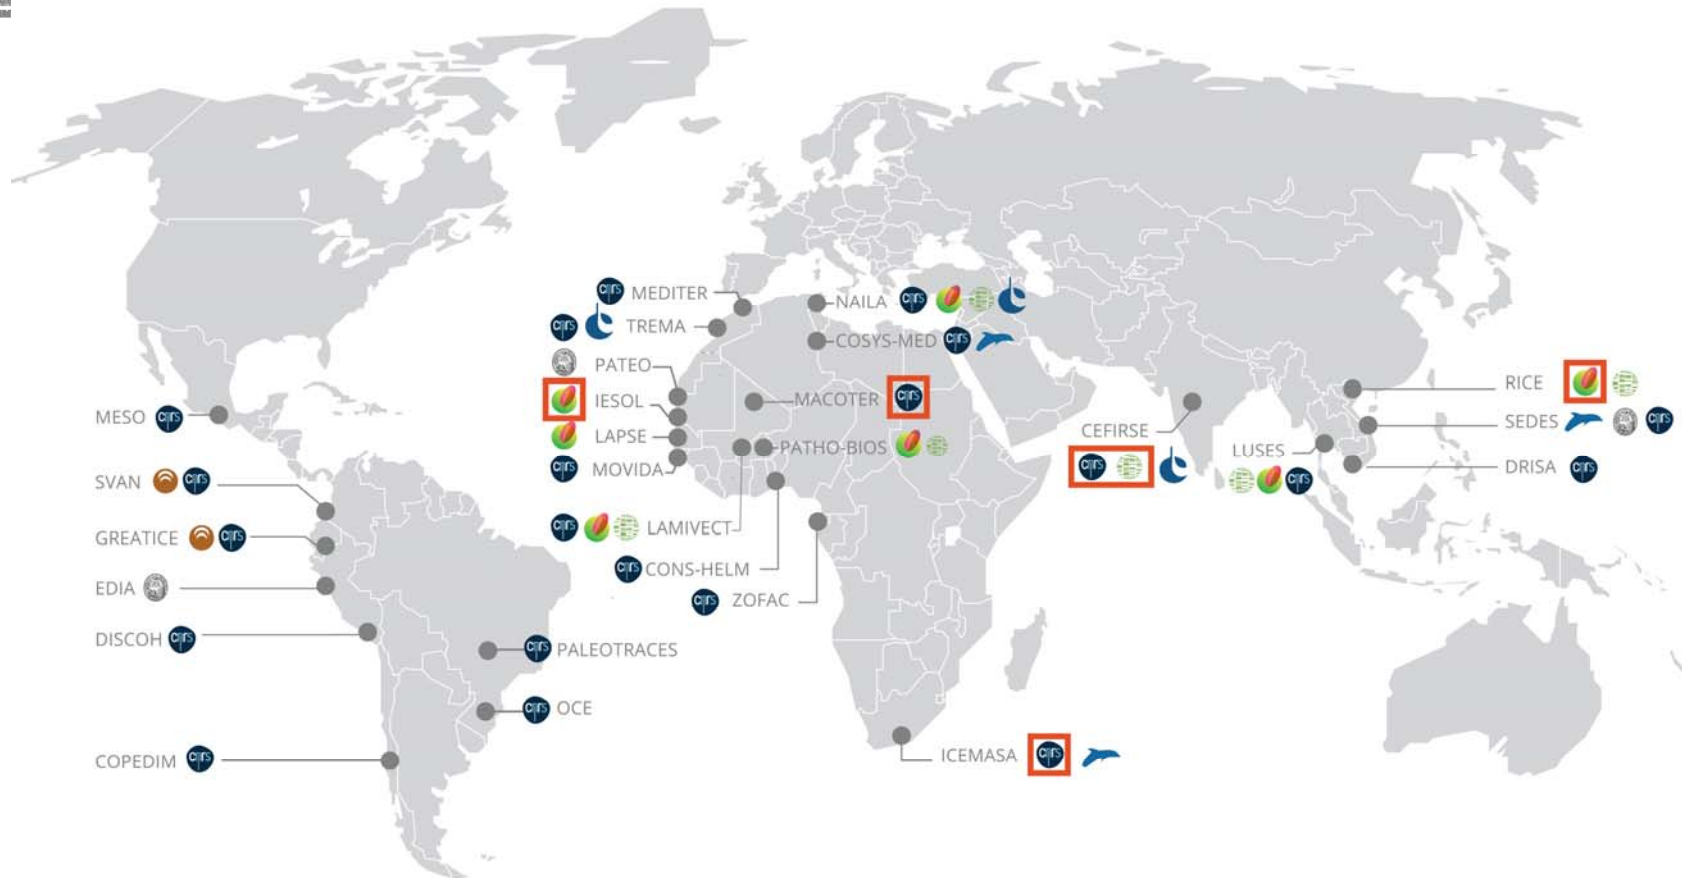 MEDITER
NAILA
TREMA
COSYS-MED
PATEO
IESOL
MACOTER
RICE
MESO
CEFIRSE
SEDES
LAPSE
PATHO-BIOS
LUSES
MOVIDA
DRISA
SVAN
LAMIVECT
GREATICE
CONS-HELM
EDIA
ZOFAC
DISCOH
PALEOTRACES
OCE
COPEDIM
ICEMASA